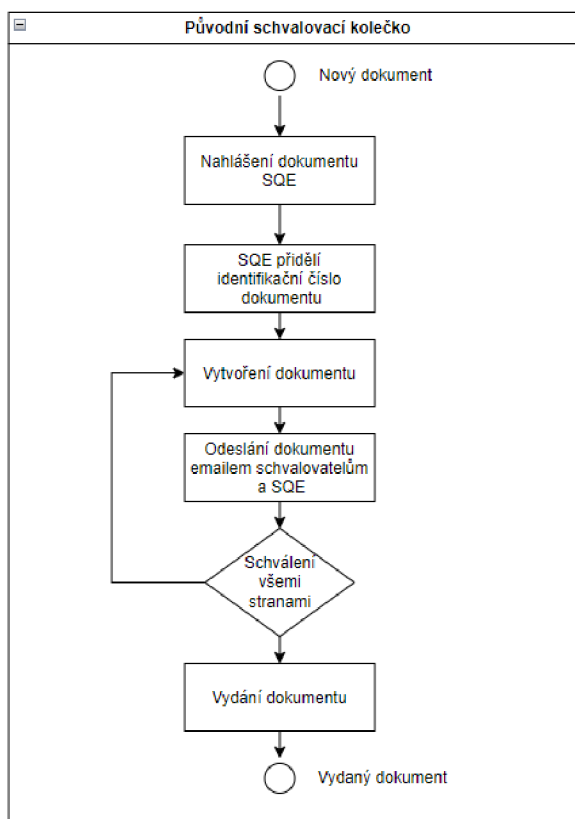 Původní schvalovací kolečko
Nový dokument
Nahlášení dokumentu
SQE
SQE přidělí
identifikační číslo
dokumentu
Vytvoření dokumentu
Odeslání dokumentu
emailem schvalovatelům
a SQE
Schválení
všemi
stranami
Vydání dokumentu
Vydaný dokument